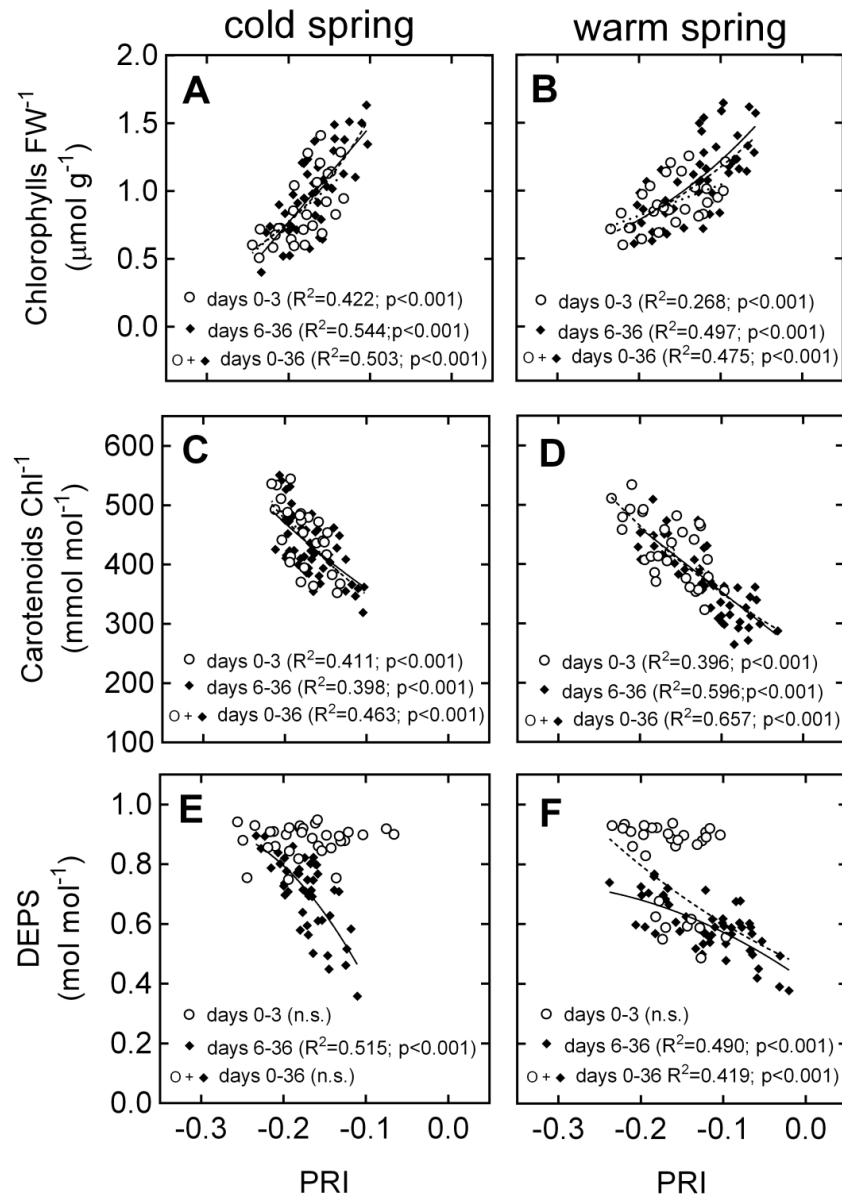 cold spring
warm spring
Chlorophylls FW⁻¹
(μmol g⁻¹)
2.0
1.5
1.0
0.5
0.0
A
○ days 0-3 (R²=0.422; p<0.001)
◆ days 6-36 (R²=0.544;p<0.001)
○ + ◆ days 0-36 (R²=0.503; p<0.001)
B
○ days 0-3 (R²=0.268; p<0.001)
◆ days 6-36 (R²=0.497; p<0.001)
○ + ◆ days 0-36 (R²=0.475; p<0.001)
Carotenoids Chl⁻¹
(mmol mol⁻¹)
600
500
400
300
200
100
C
○ days 0-3 (R²=0.411; p<0.001)
◆ days 6-36 (R²=0.398; p<0.001)
○ + ◆ days 0-36 (R²=0.463; p<0.001)
D
○ days 0-3 (R²=0.396; p<0.001)
◆ days 6-36 (R²=0.596;p<0.001)
○ + ◆ days 0-36 (R²=0.657; p<0.001)
DEPS
(mol mol⁻¹)
1.0
0.8
0.6
0.4
0.2
0.0
E
○ days 0-3 (n.s.)
◆ days 6-36 (R²=0.515; p<0.001)
○ + ◆ days 0-36 (n.s.)
F
○ days 0-3 (n.s.)
◆ days 6-36 (R²=0.490; p<0.001)
○ + ◆ days 0-36 R²=0.419; p<0.001)
-0.3 -0.2 -0.1 0.0
-0.3 -0.2 -0.1 0.0
PRI
PRI